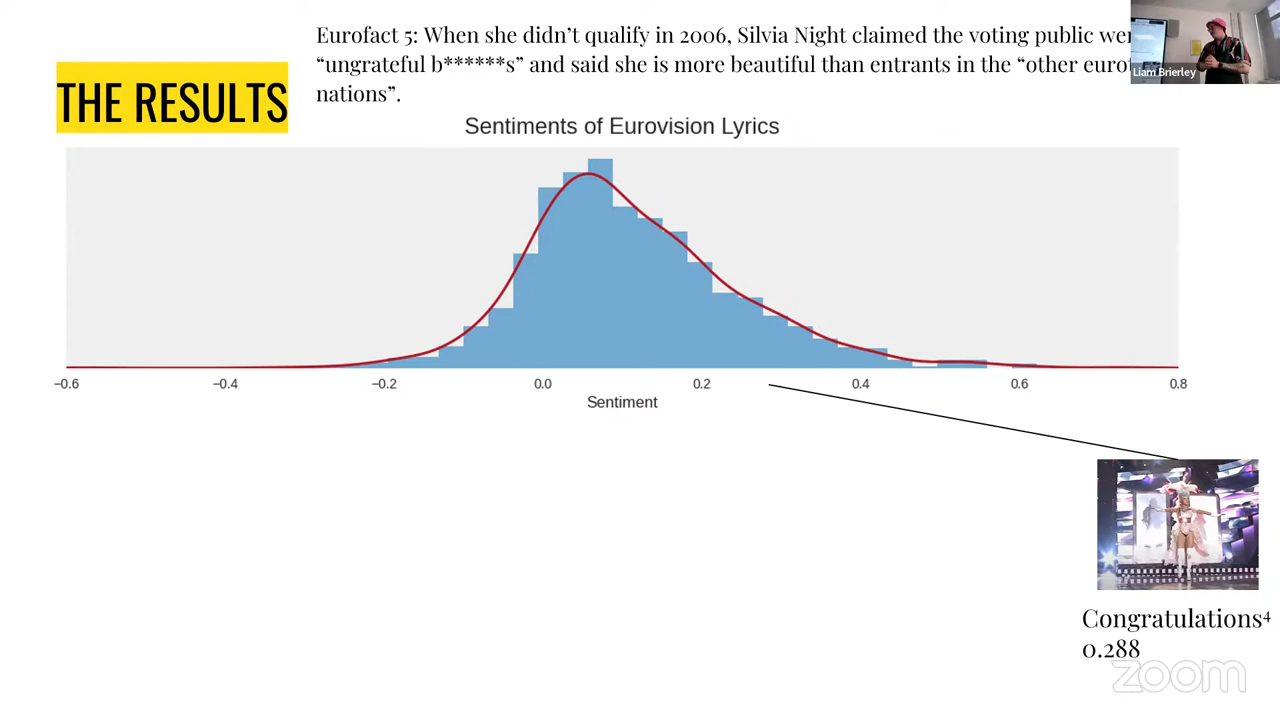 THE RESULTS
Eurofact 5: When she didn’t qualify in 2006, Silvia Night claimed the voting public
“ungrateful b******s” and said she is more beautiful than entrants in the “other
nations”.
Liam Brierley
Sentiments of Eurovision Lyrics
−0.6 −0.4 −0.2 0.0 0.2 0.4 0.6 0.8
Sentiment
Congratulations⁴
0.288
zoom